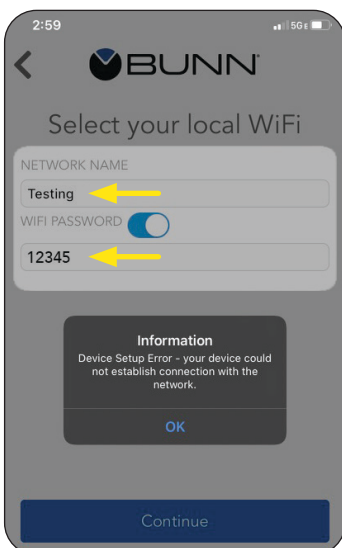 2:59 5G E
BUNN
Select your local WiFi
NETWORK NAME
Testing
WIFI PASSWORD
12345
Information
Device Setup Error - your device could
not establish connection with the
network.
OK
Continue